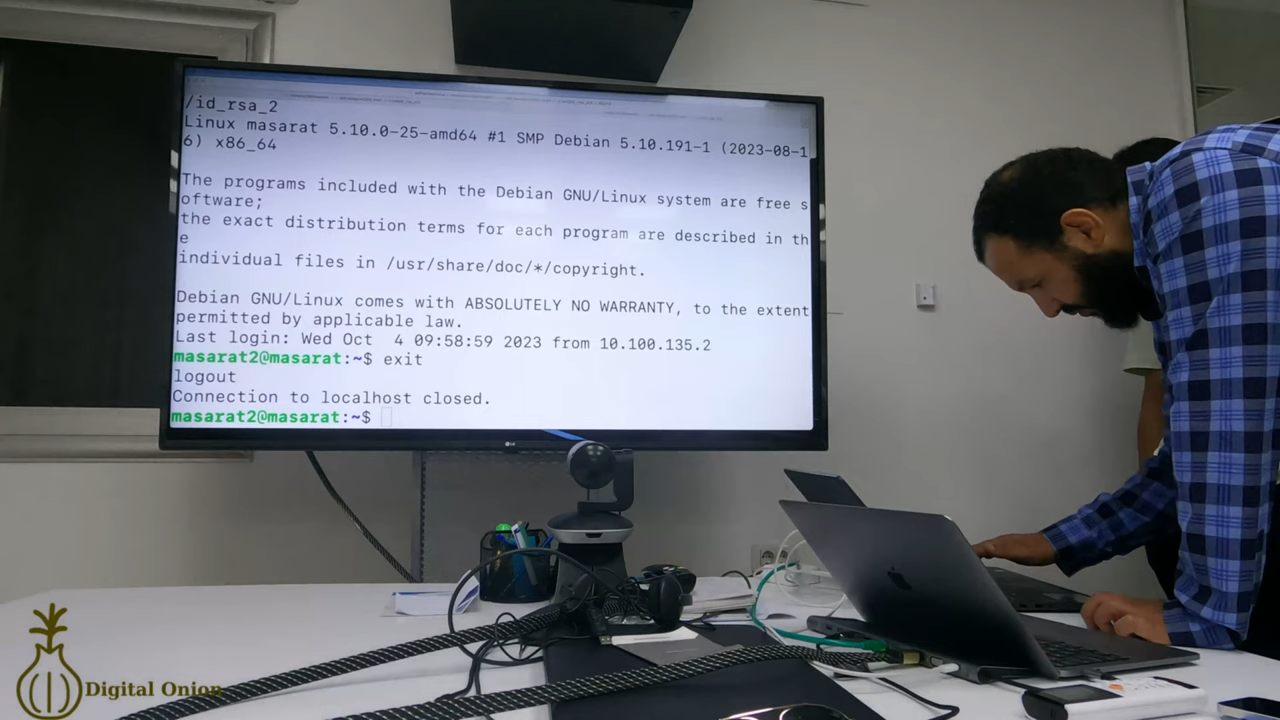 /id_rsa_2
Linux masarat 5.10.0-25-amd64 #1 SMP Debian 5.10.191-1 (2023-08-1
6) x86_64
The programs included with the Debian GNU/Linux system are free s
oftware;
the exact distribution terms for each program are described in th
e
individual files in /usr/share/doc/*/copyright.
Debian GNU/Linux comes with ABSOLUTELY NO WARRANTY, to the extent
permitted by applicable law.
Last login: Wed Oct  4 09:58:59 2023 from 10.100.135.2
masarat2@masarat:~$ exit
logout
Connection to localhost closed.
masarat2@masarat:~$
LG
Digital Onion